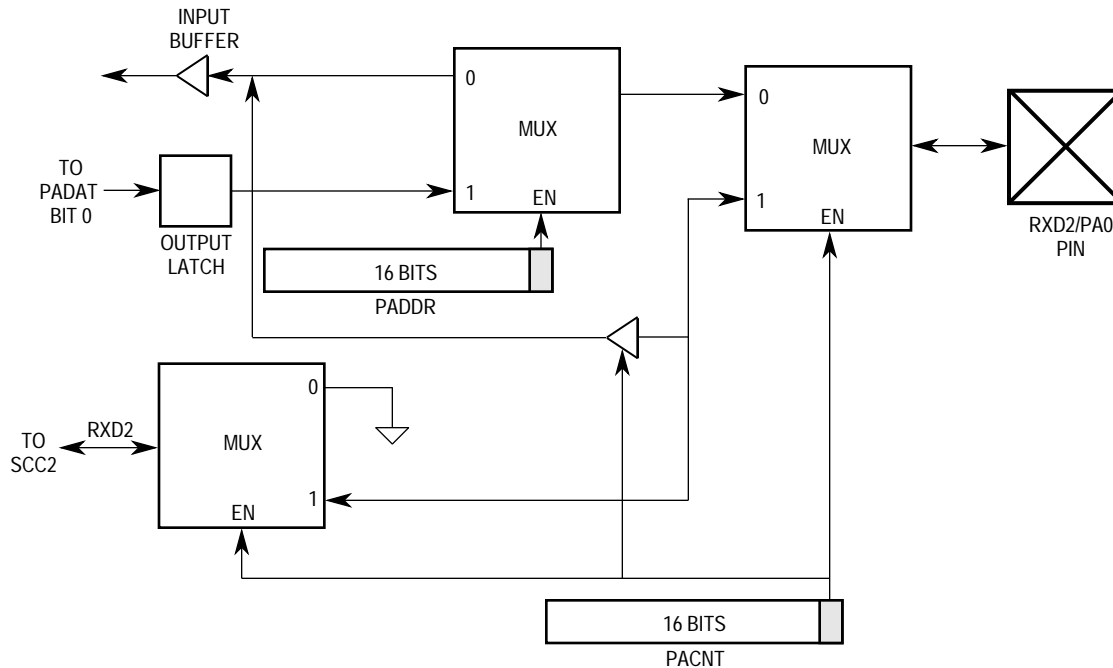 INPUT
BUFFER
0
MUX
1
EN
0
MUX
1
EN
TO
PADAT
BIT 0
OUTPUT
LATCH
RXD2/PA0
PIN
16 BITS
PADDR
0
MUX
1
EN
TO
SCC2
RXD2
16 BITS
PACNT